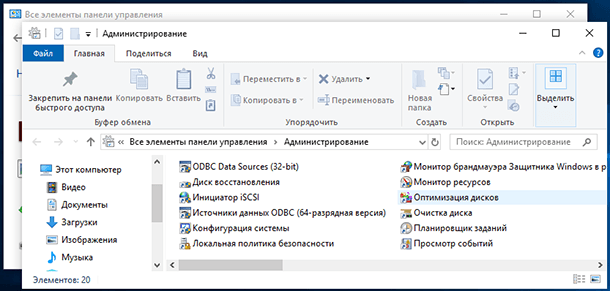 Все элементы панели управления
Администрирование
Файл Главная Поделиться Вид
Закрепить на панели быстрого доступа
Копировать
Вставить
Буфер обмена
Переместить в
Копировать в
Удалить
Переименовать
Упорядочить
Новая папка
Создать
Свойства
Открыть
Выделить
Все элементы панели управления > Администрирование
Поиск: Администрирование
Этот компьютер
Видео
Документы
Загрузки
Изображения
Музыка
ODBC Data Sources (32-bit)
Диск восстановления
Инициатор iSCSI
Источники данных ODBC (64-разрядная версия)
Конфигурация системы
Локальная политика безопасности
Монитор брандмауэра Защитника Windows в р
Монитор ресурсов
Оптимизация дисков
Очистка диска
Планировщик заданий
Просмотр событий
Элементов: 20